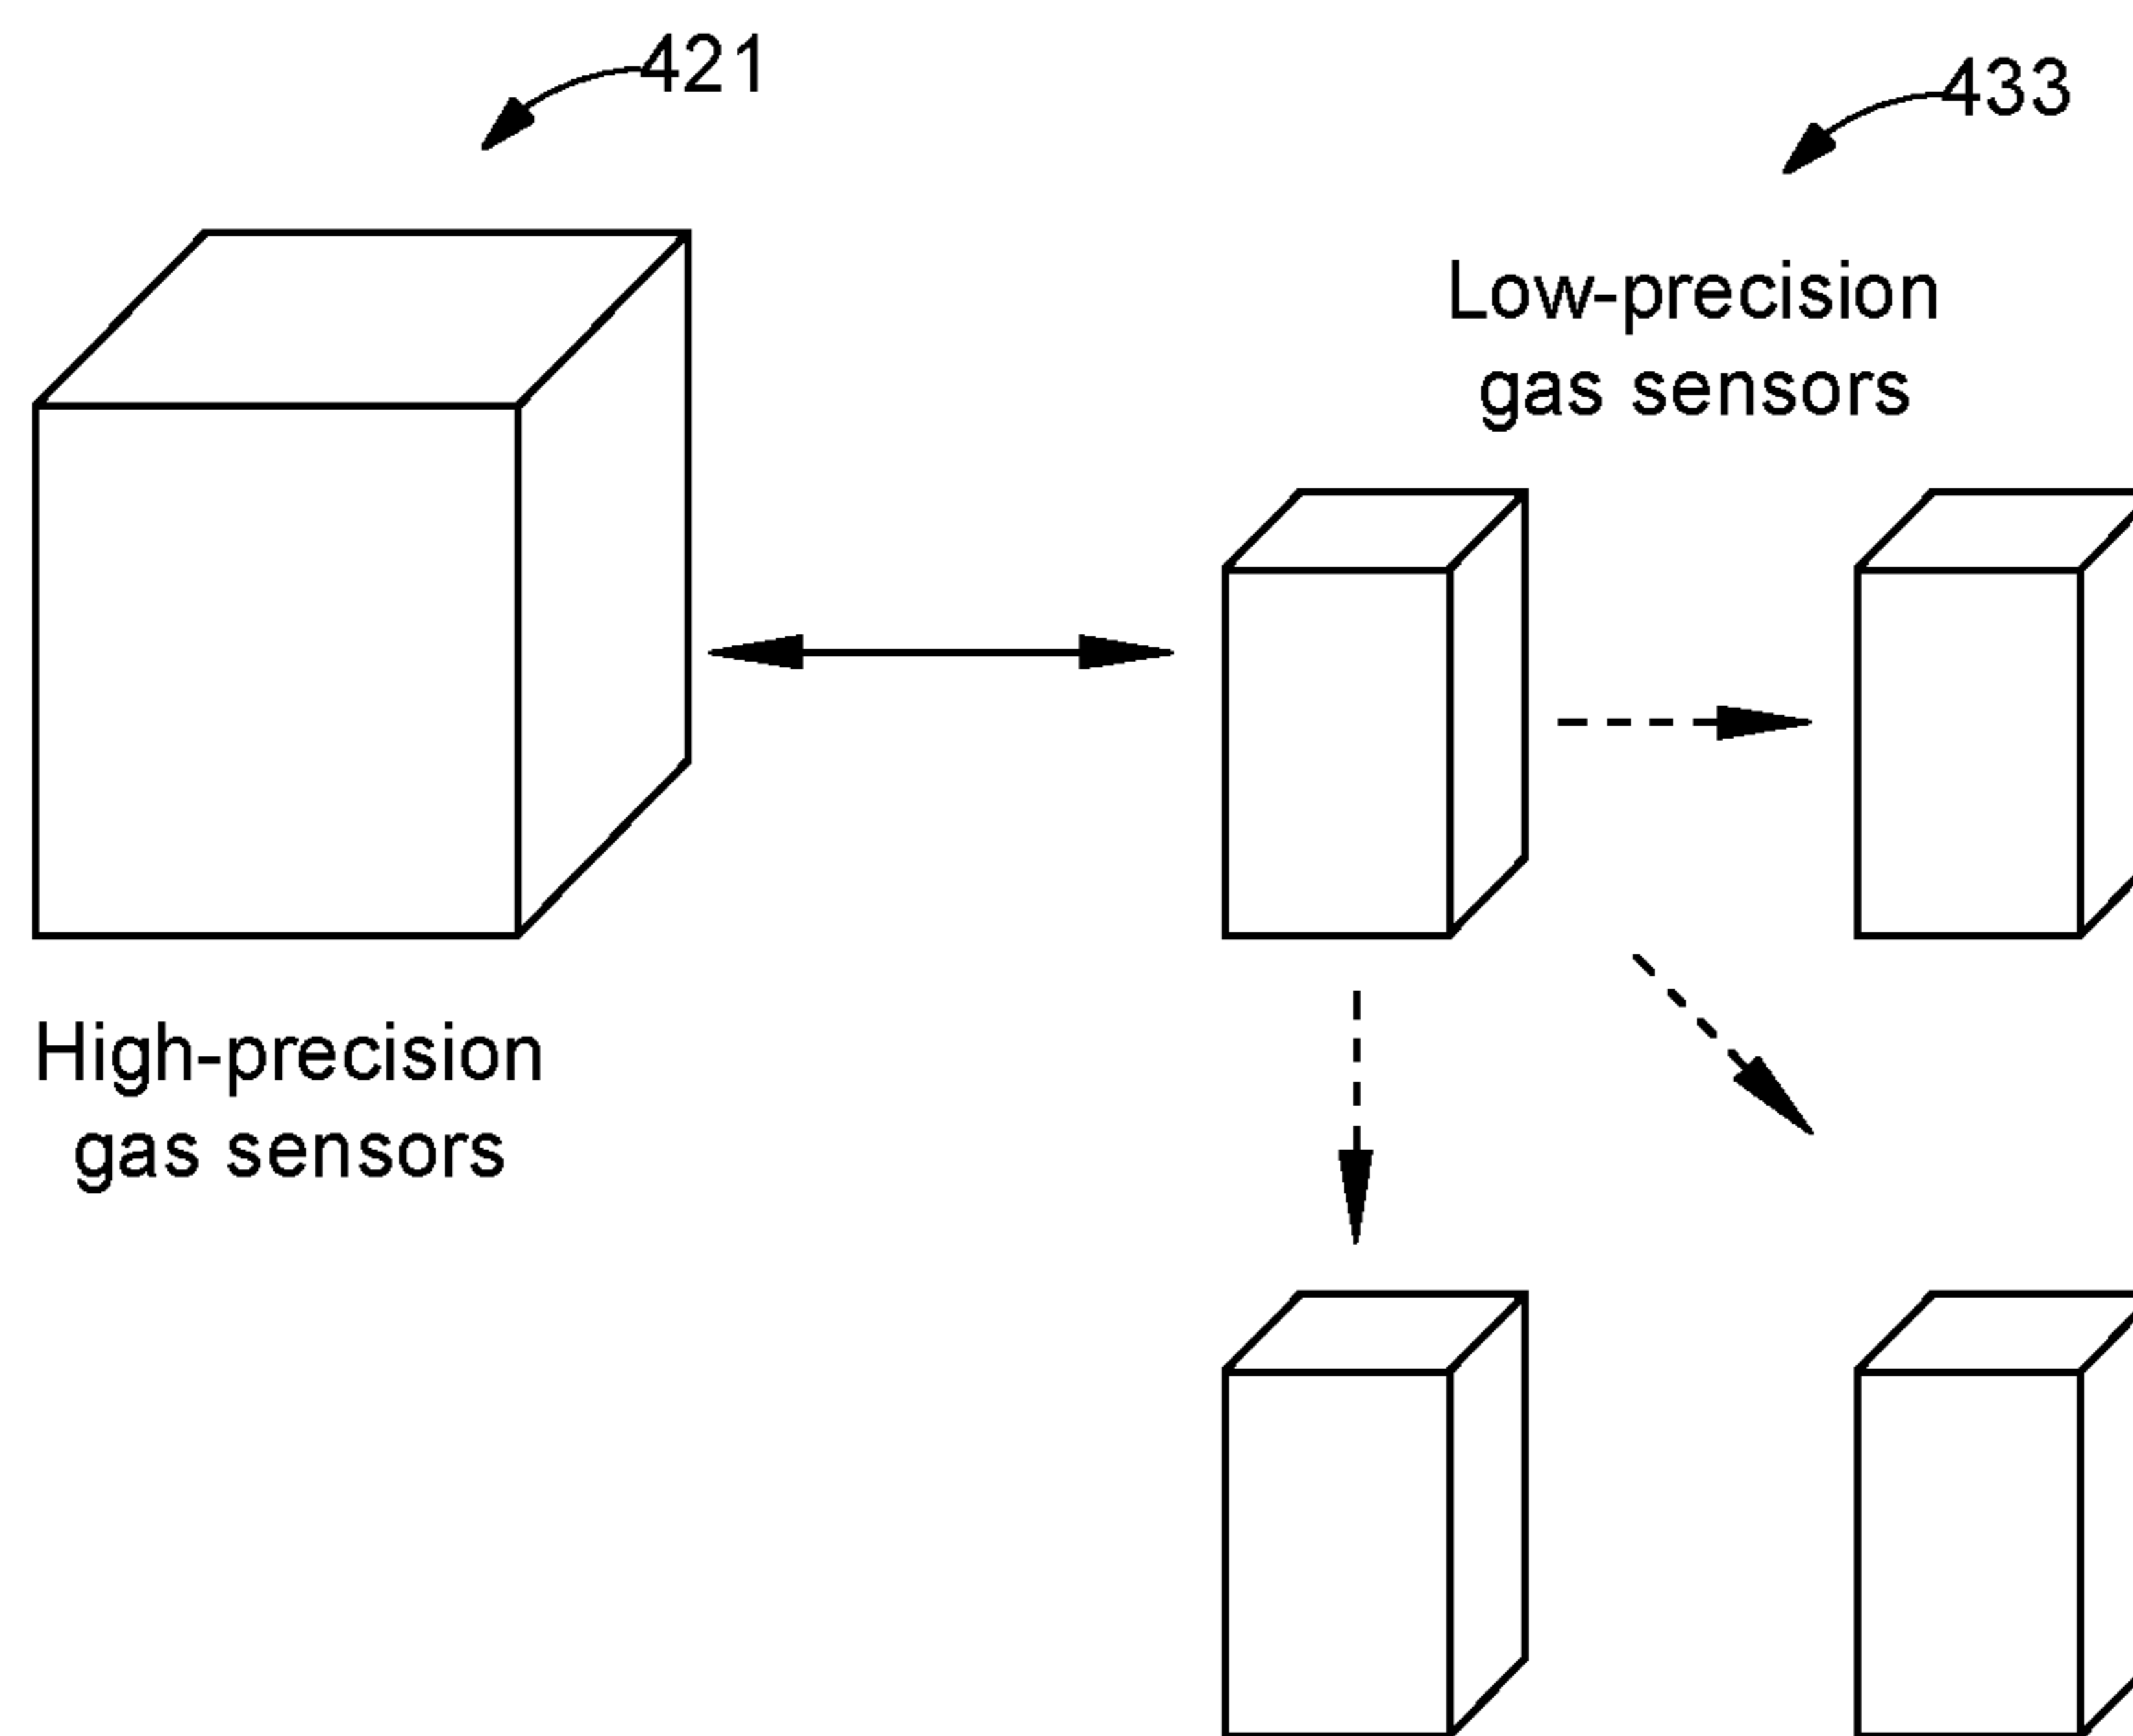 421
433
Low-precision
gas sensors
High-precision
gas sensors